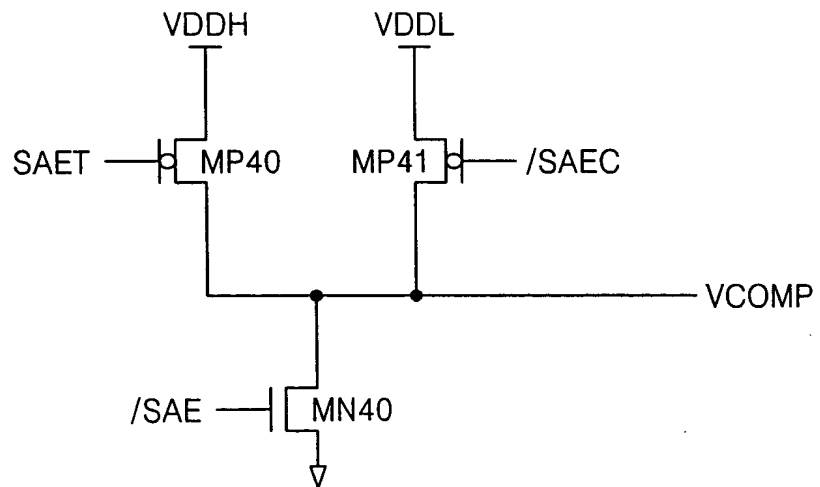 VDDH VDDL
SAET MP40 MP41 /SAEC
VCOMP
/SAE MN40